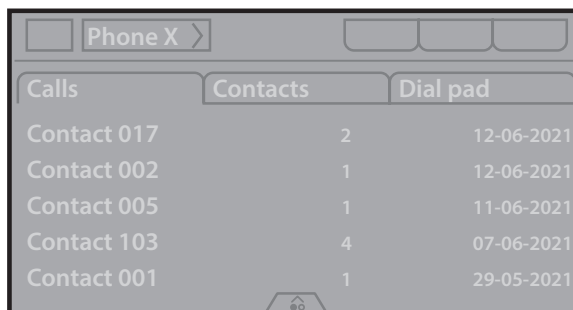 Phone X
Calls Contacts Dial pad
Contact 017 2 12-06-2021
Contact 002 1 12-06-2021
Contact 005 1 11-06-2021
Contact 103 4 07-06-2021
Contact 001 1 29-05-2021